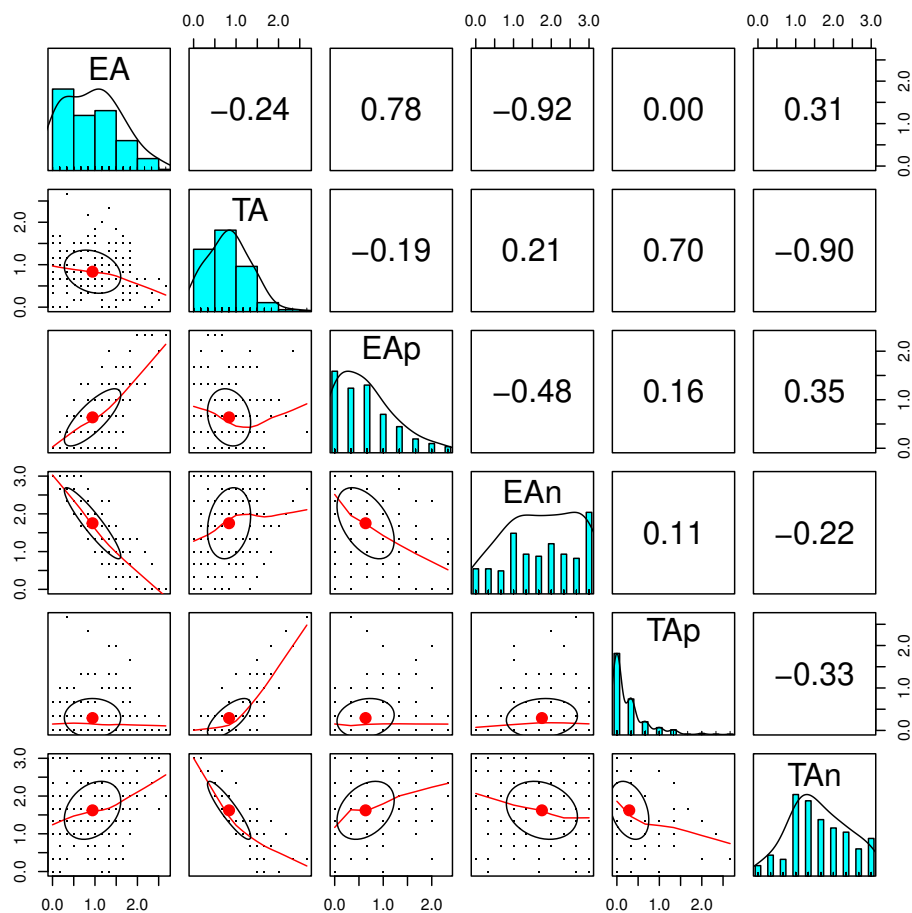 0.0 1.0 2.0 0.0 1.0 2.0 3.0 0.0 1.0 2.0 3.0
EA −0.24 0.78 −0.92 0.00 0.31 0.0 1.0 2.0
0.0 1.0 2.0 TA −0.19 0.21 0.70 −0.90
EAp −0.48 0.16 0.35 0.0 1.0 2.0
0.0 1.0 2.0 3.0 EAn 0.11 −0.22
TAp −0.33 0.0 1.0 2.0
0.0 1.0 2.0 3.0 TAn
0.0 1.0 2.0 0.0 1.0 2.0 0.0 1.0 2.0